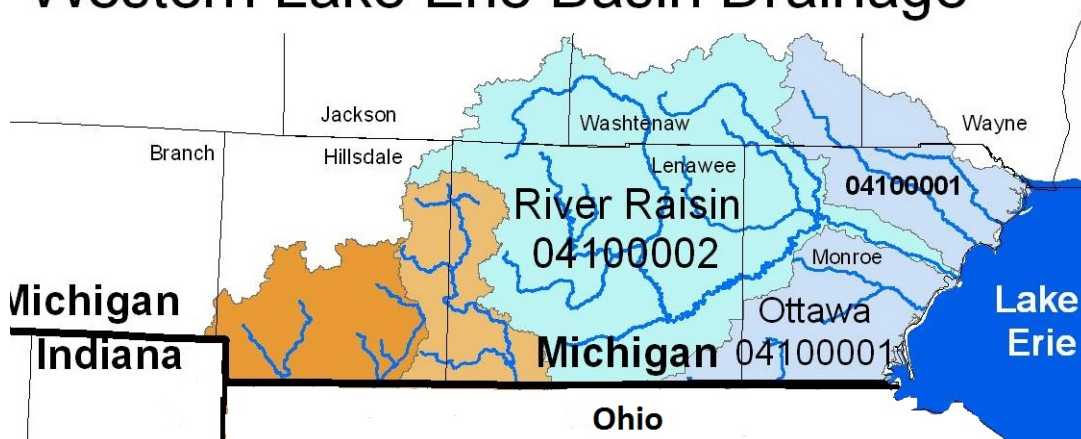 Western Lake Erie Basin Drainage
Jackson
Washtenaw
Wayne
Branch
Hillsdale
Lenawee
04100001
River Raisin
04100002
Monroe
Michigan
Lake
Erie
Ottawa
Indiana
Michigan
04100001
Ohio